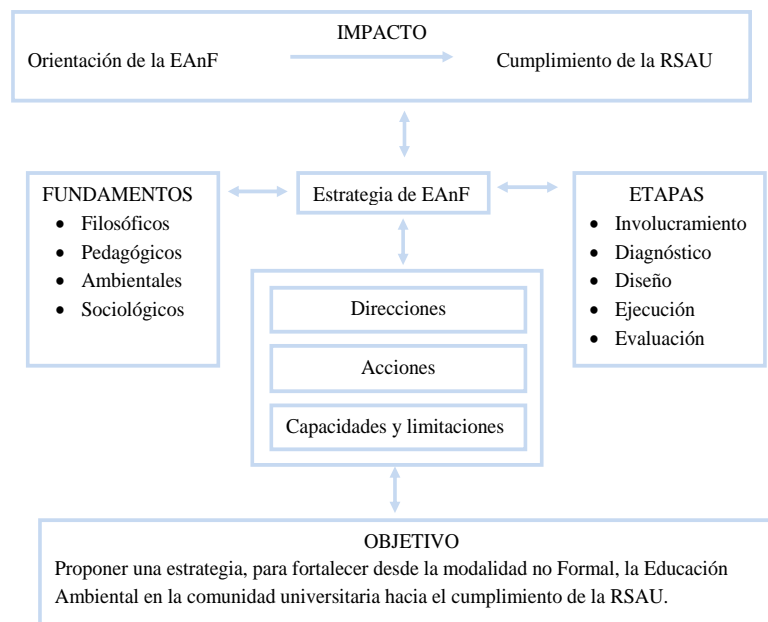 IMPACTO
Orientación de la EAnF
Cumplimiento de la RSAU
FUNDAMENTOS
• Filosóficos
• Pedagógicos
• Ambientales
• Sociológicos
Estrategia de EAnF
ETAPAS
• Involucramiento
• Diagnóstico
• Diseño
• Ejecución
• Evaluación
Direcciones
Acciones
Capacidades y limitaciones
OBJETIVO
Proponer una estrategia, para fortalecer desde la modalidad no Formal, la Educación
Ambiental en la comunidad universitaria hacia el cumplimiento de la RSAU.